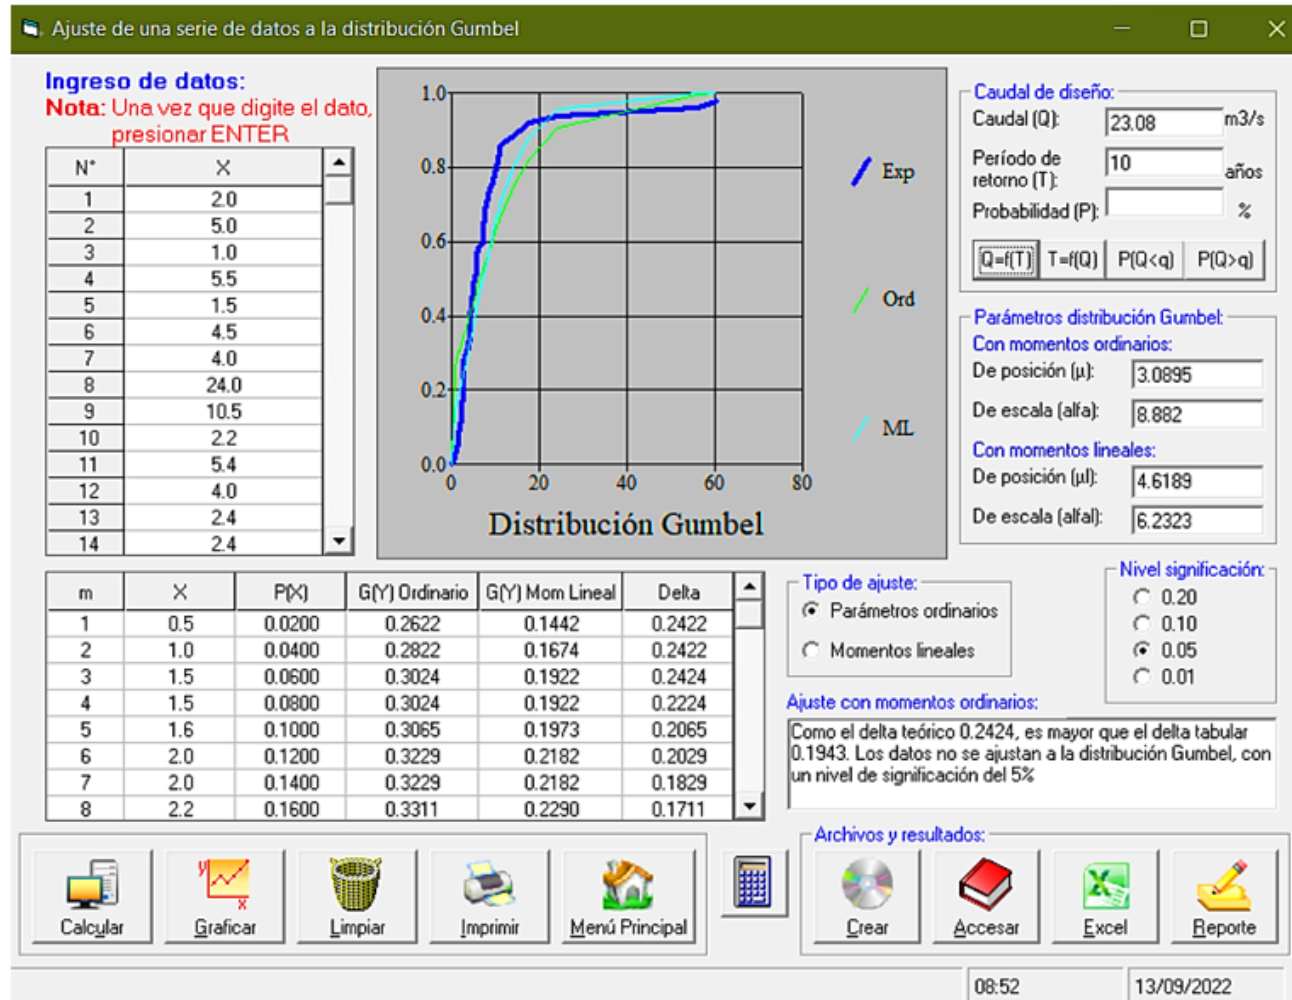 Ajuste de una serie de datos a la distribución Gumbel
Ingreso de datos:
Nota: Una vez que digite el dato,
presionar ENTER
N° X
1 2.0
2 5.0
3 1.0
4 5.5
5 1.5
6 4.5
7 4.0
8 24.0
9 10.5
10 2.2
11 5.4
12 4.0
13 2.4
14 2.4
1.0
0.8
0.6
0.4
0.2
0.0
0 20 40 60 80
Distribución Gumbel
Exp
Ord
ML
Caudal de diseño:
Caudal (Q): 23.08 m3/s
Período de
retorno (T): 10 años
Probabilidad (P): %
Q=f(T) T=f(Q) P(Q<q) P(Q>q)
Parámetros distribución Gumbel:
Con momentos ordinarios:
De posición (µ): 3.0895
De escala (alfa): 8.882
Con momentos lineales:
De posición (µl): 4.6189
De escala (alfal): 6.2323
m X P(X) G(Y) Ordinario G(Y) Mom Lineal Delta
1 0.5 0.0200 0.2622 0.1442 0.2422
2 1.0 0.0400 0.2822 0.1674 0.2422
3 1.5 0.0600 0.3024 0.1922 0.2424
4 1.5 0.0800 0.3024 0.1922 0.2224
5 1.6 0.1000 0.3065 0.1973 0.2065
6 2.0 0.1200 0.3229 0.2182 0.2029
7 2.0 0.1400 0.3229 0.2182 0.1829
8 2.2 0.1600 0.3311 0.2290 0.1711
Tipo de ajuste:
Parámetros ordinarios
Momentos lineales
Nivel significación:
0.20
0.10
0.05
0.01
Ajuste con momentos ordinarios:
Como el delta teórico 0.2424, es mayor que el delta tabular
0.1943. Los datos no se ajustan a la distribución Gumbel, con
un nivel de significación del 5%
Calcular Graficar Limpiar Imprimir Menú Principal
Archivos y resultados:
Crear Accesar Excel Reporte
08:52 13/09/2022